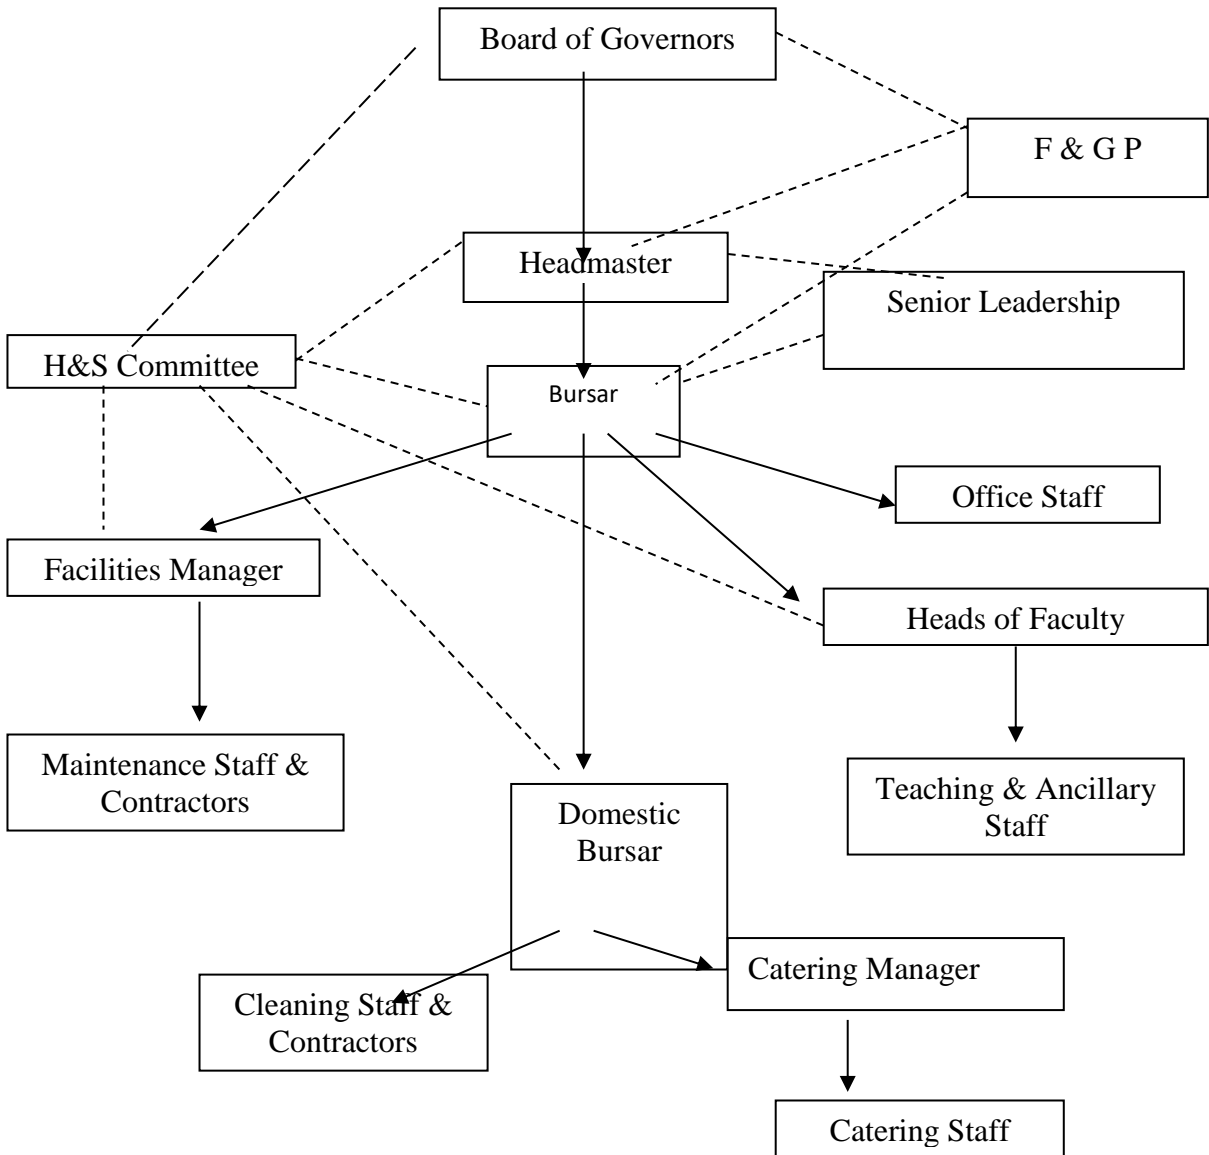 Board of Governors
F & G P
Headmaster
Senior Leadership
H&S Committee
Bursar
Office Staff
Facilities Manager
Heads of Faculty
Maintenance Staff &
Contractors
Teaching & Ancillary
Staff
Domestic
Bursar
Catering Manager
Cleaning Staff &
Contractors
Catering Staff